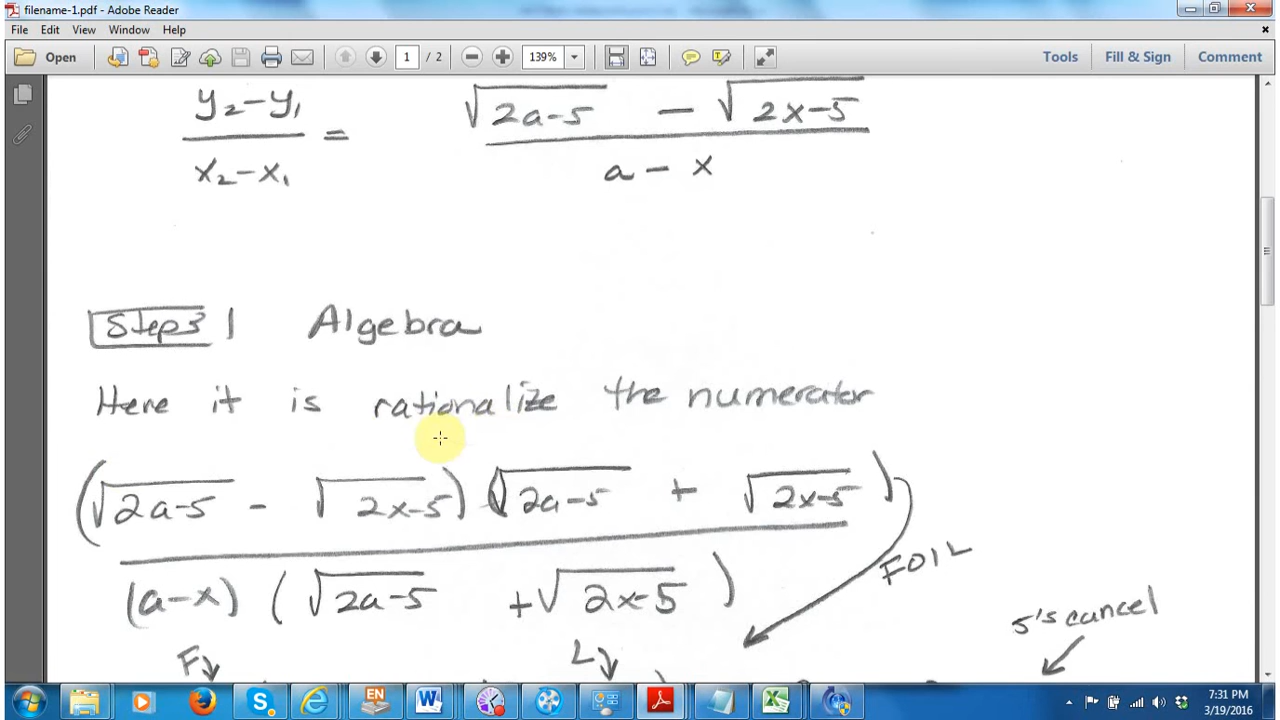 filename-1.pdf - Adobe Reader
File Edit View Window Help
Open 1 / 2 139% Tools Fill & Sign Comment
y₂-y₁ / x₂-x₁ = √2a-5 - √2x-5 / a - x
Step 3 Algebra
Here it is rationalize the numerator
(√2a-5 - √2x-5)(√2a-5 + √2x-5)
(a-x)(√2a-5 +√2x-5)
FOIL
5's cancel
F L
EN
7:31 PM
3/19/2016